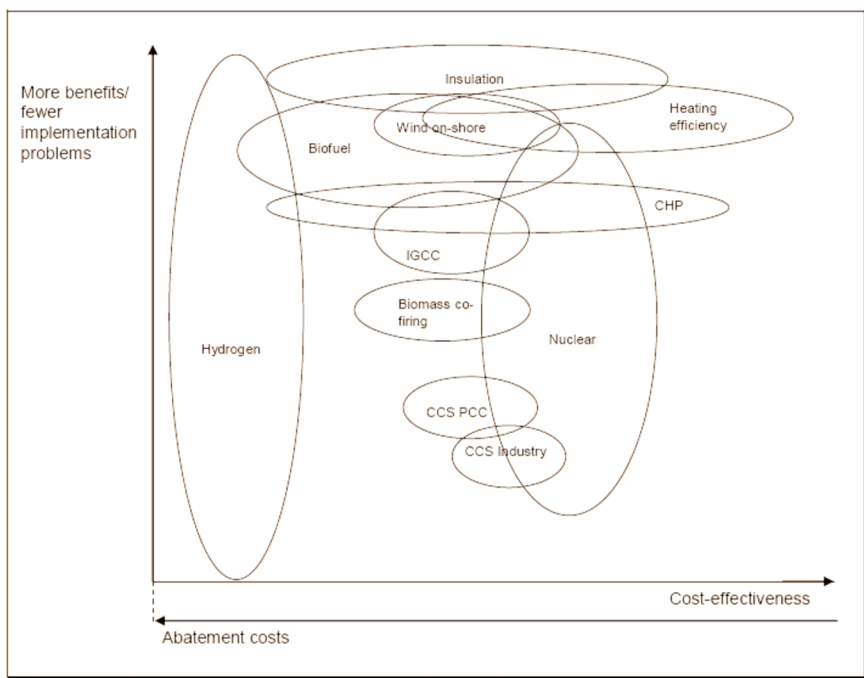 More benefits/
fewer
implementation
problems
Insulation
Heating
efficiency
Wind on-shore
Biofuel
CHP
IGCC
Biomass co-
firing
Nuclear
Hydrogen
CCS PCC
CCS Industry
Cost-effectiveness
Abatement costs